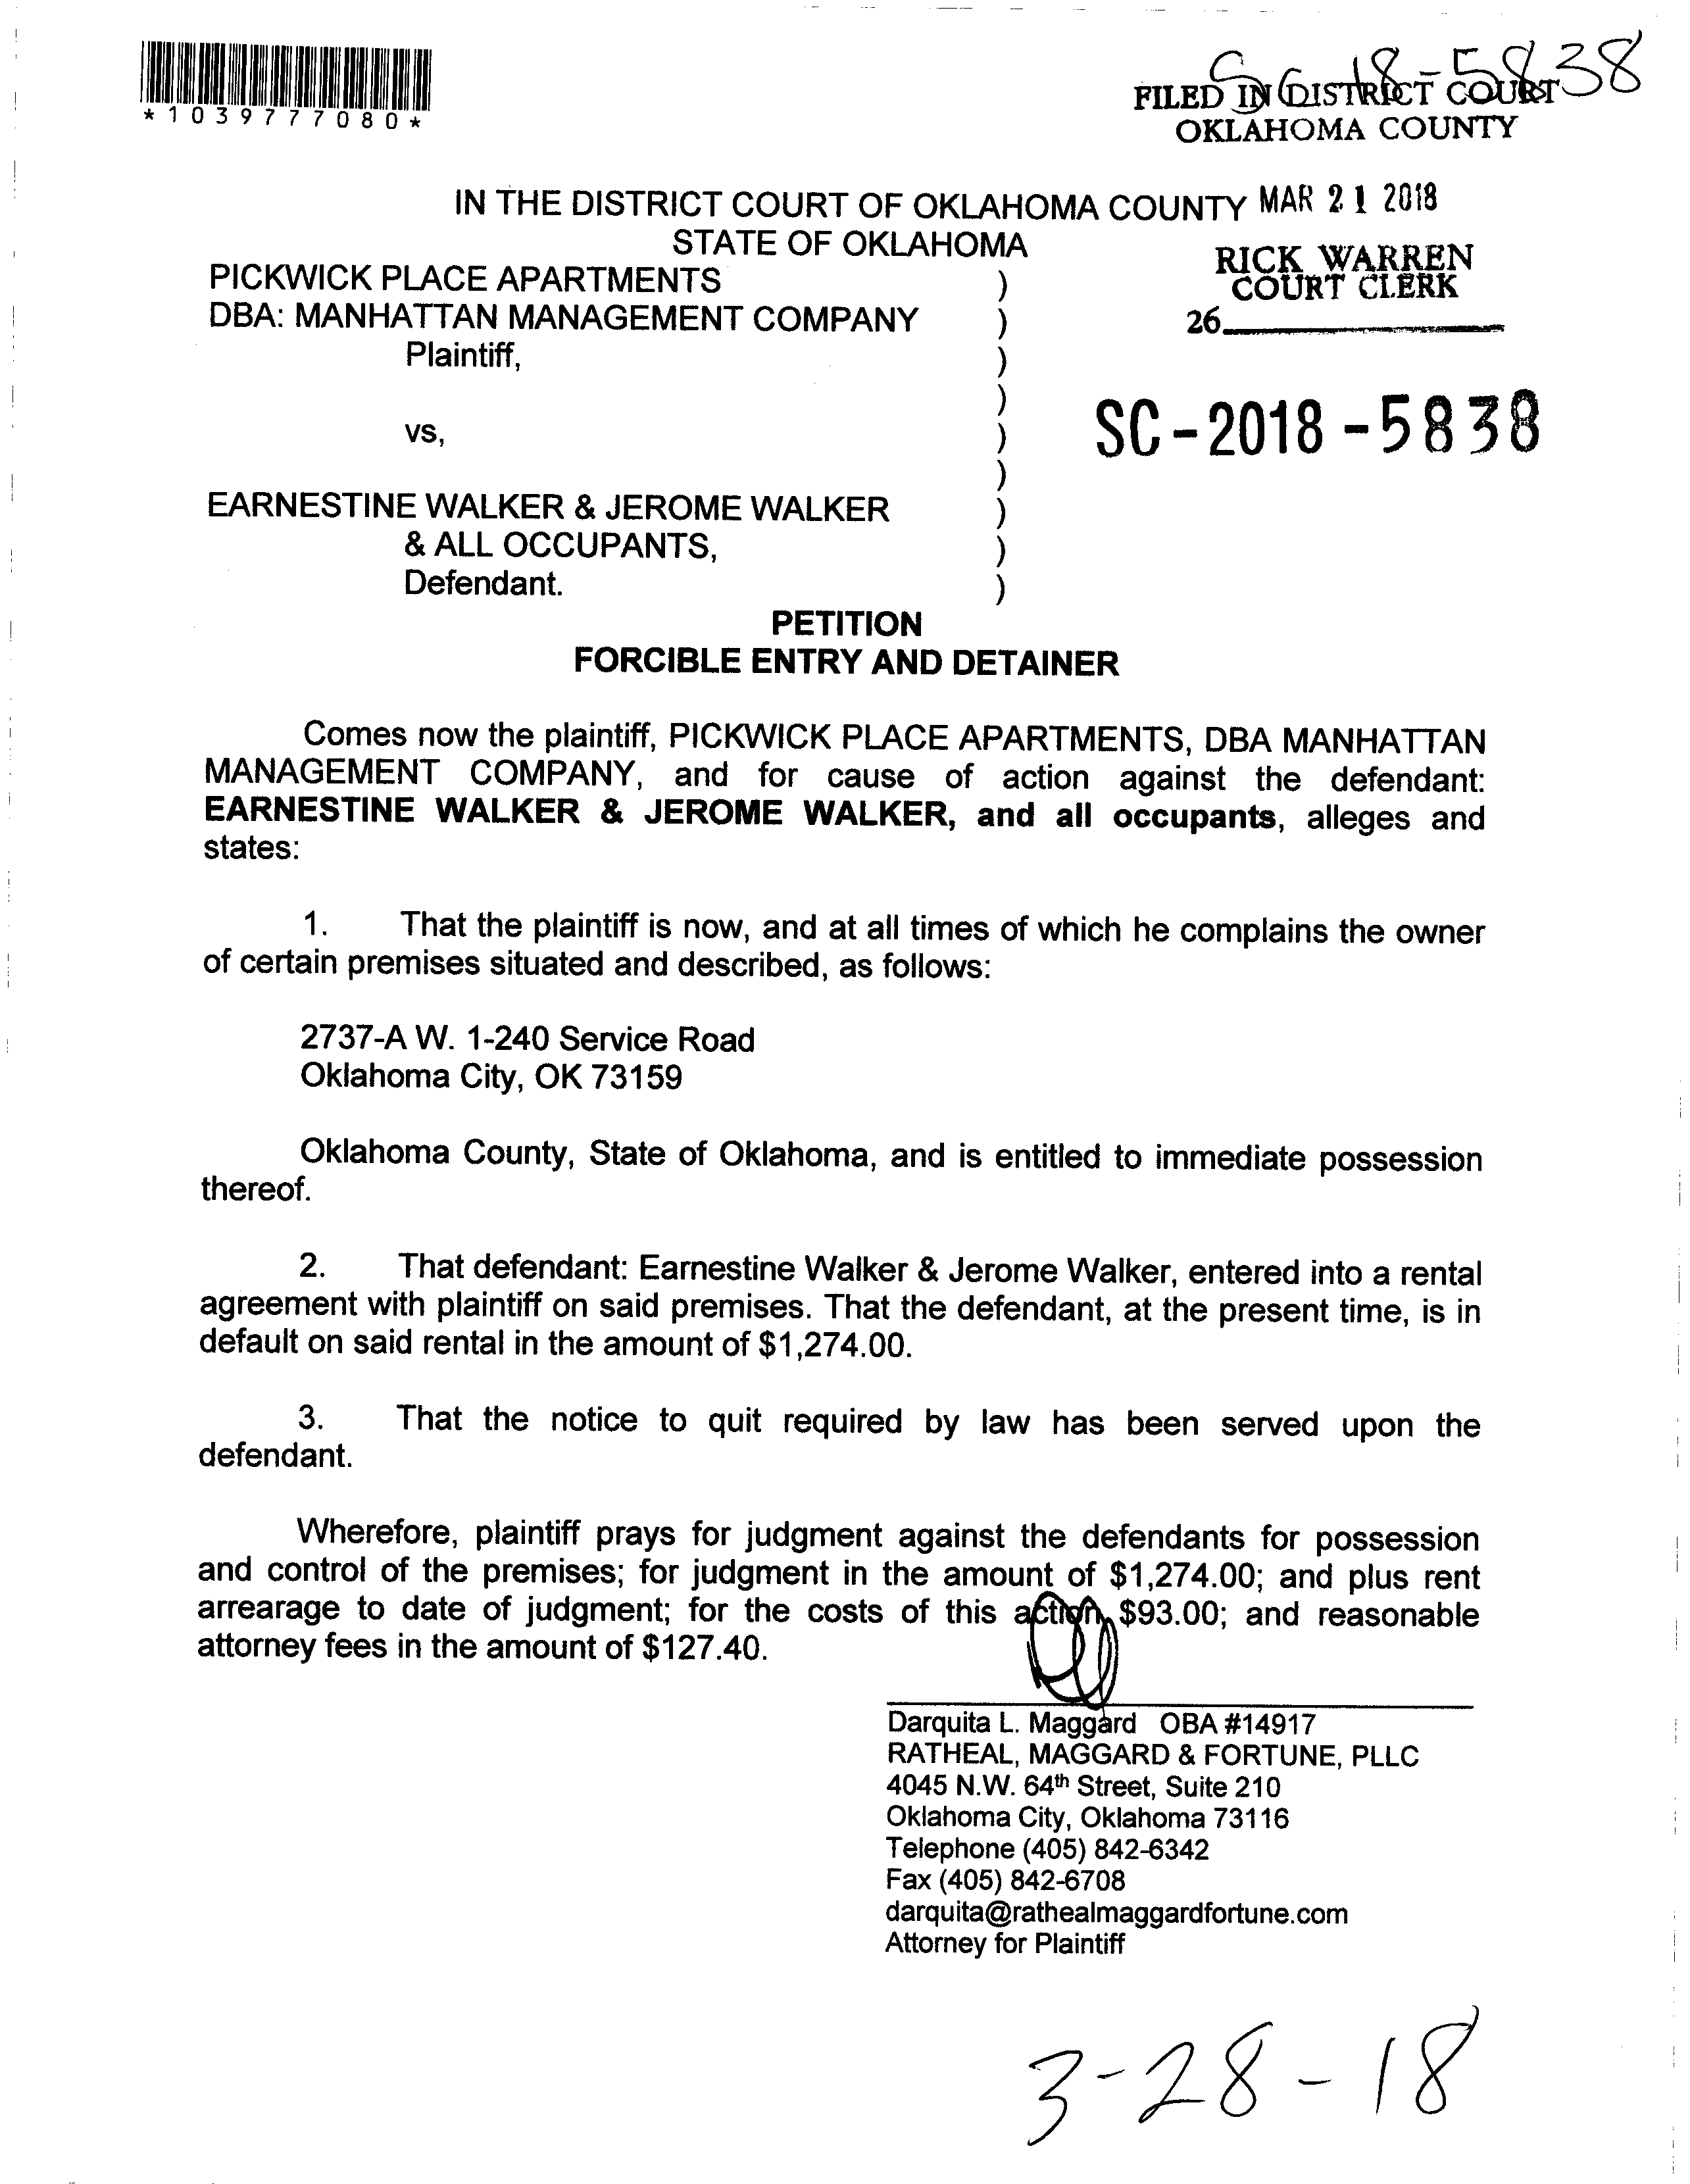 *1039777080*
SC-18-5838
FILED IN DISTRICT COURT
OKLAHOMA COUNTY
IN THE DISTRICT COURT OF OKLAHOMA COUNTY MAR 21 2018
STATE OF OKLAHOMA
RICK WARREN
COURT CLERK
26
PICKWICK PLACE APARTMENTS )
DBA: MANHATTAN MANAGEMENT COMPANY )
Plaintiff, )
)
vs, )
SC-2018-5838
)
EARNESTINE WALKER & JEROME WALKER )
& ALL OCCUPANTS, )
Defendant. )
PETITION
FORCIBLE ENTRY AND DETAINER
Comes now the plaintiff, PICKWICK PLACE APARTMENTS, DBA MANHATTAN
MANAGEMENT COMPANY, and for cause of action against the defendant:
EARNESTINE WALKER & JEROME WALKER, and all occupants, alleges and
states:
1. That the plaintiff is now, and at all times of which he complains the owner
of certain premises situated and described, as follows:
2737-A W. 1-240 Service Road
Oklahoma City, OK 73159
Oklahoma County, State of Oklahoma, and is entitled to immediate possession
thereof.
2. That defendant: Earnestine Walker & Jerome Walker, entered into a rental
agreement with plaintiff on said premises. That the defendant, at the present time, is in
default on said rental in the amount of $1,274.00.
3. That the notice to quit required by law has been served upon the
defendant.
Wherefore, plaintiff prays for judgment against the defendants for possession
and control of the premises; for judgment in the amount of $1,274.00; and plus rent
arrearage to date of judgment; for the costs of this action, $93.00; and reasonable
attorney fees in the amount of $127.40.
Darquita L. Maggard OBA #14917
RATHEAL, MAGGARD & FORTUNE, PLLC
4045 N.W. 64th Street, Suite 210
Oklahoma City, Oklahoma 73116
Telephone (405) 842-6342
Fax (405) 842-6708
darquita@rathealmaggardfortune.com
Attorney for Plaintiff
3-28-18